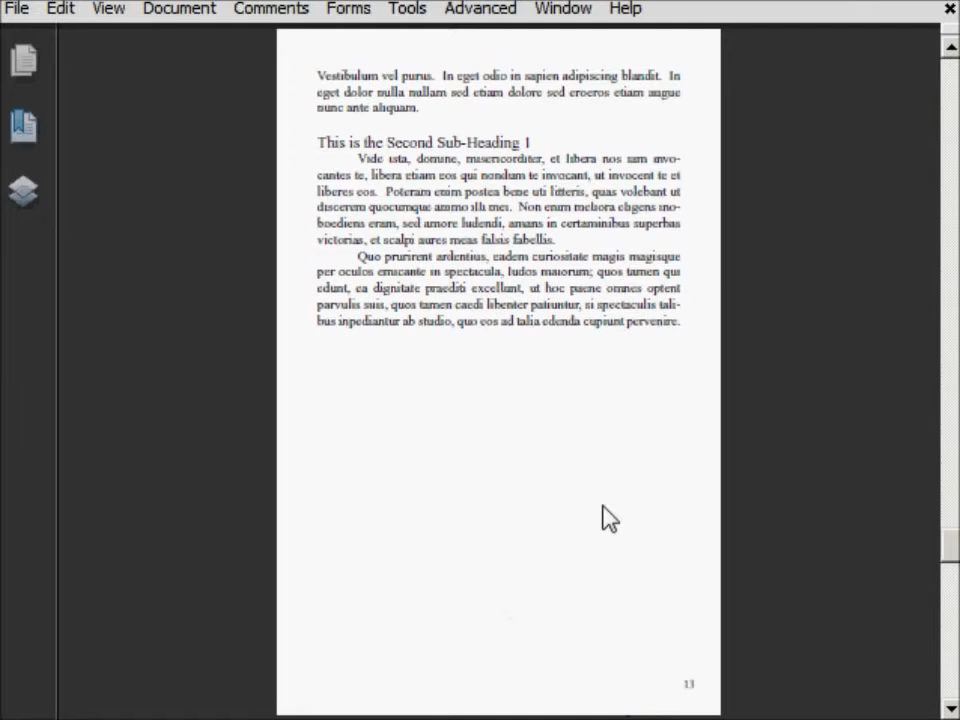 File Edit View Document Comments Forms Tools Advanced Window Help
Vestibulum vel purus. In eget odio in sapien adipiscing blandit. In
eget dolor nulla nullam sed etiam dolore sed eroeros etiam augue
nunc ante aliquam.
This is the Second Sub-Heading 1
Vide ista, domine, misericorditer, et libera nos iam invo-
cantes te, libera etiam eos qui nondum te invocant, ut invocent te et
liberes eos. Poteram enim postea bene uti litteris, quas volebant ut
discerem quocumque animo illi mei. Non enim meliora eligens ino-
boediens eram, sed amore ludendi, amans in certaminibus superbas
victorias, et scalpi aures meas falsis fabellis.
Quo prurirent ardentius, eadem curiositate magis magisque
per oculos emicante in spectacula, ludos maiorum; quos tamen qui
edunt, ea dignitate praediti excellunt, ut hoc paene omnes optent
parvulis suis, quos tamen caedi libenter patiuntur, si spectaculis tali-
bus inpediantur ab studio, quo eos ad talia edenda cupiunt pervenire.
13